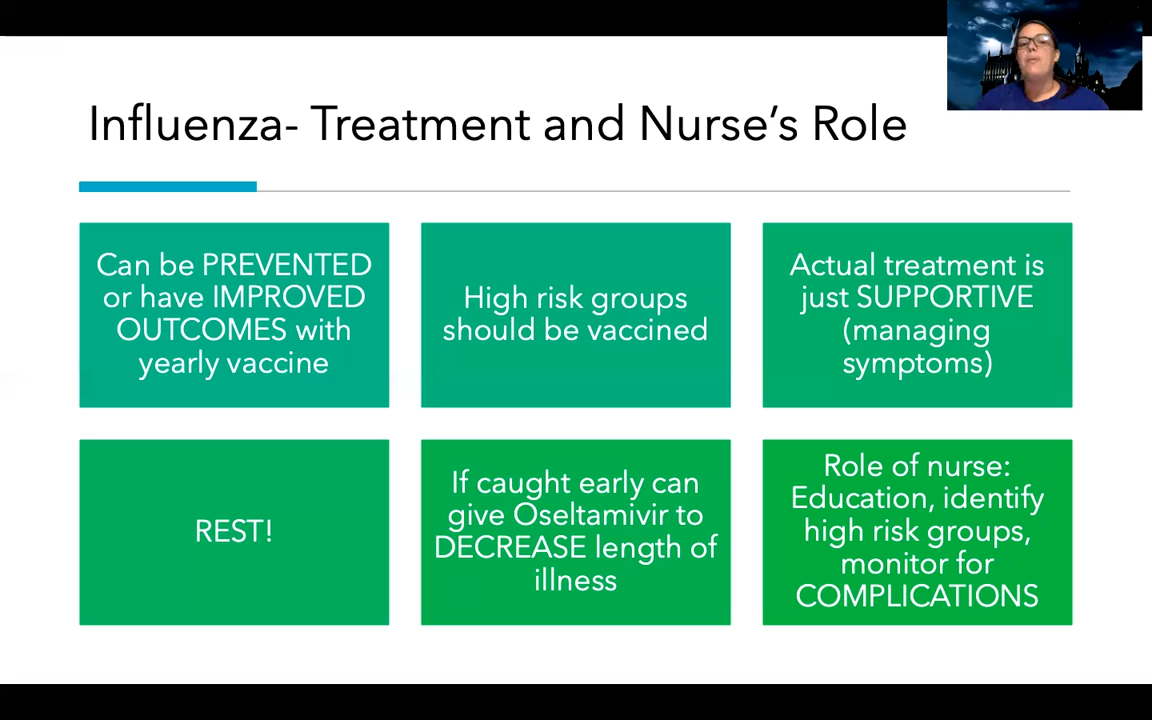 Influenza- Treatment and Nurse's Role
Can be PREVENTED
or have IMPROVED
OUTCOMES with
yearly vaccine
High risk groups
should be vaccined
Actual treatment is
just SUPPORTIVE
(managing
symptoms)
REST!
If caught early can
give Oseltamivir to
DECREASE length of
illness
Role of nurse:
Education, identify
high risk groups,
monitor for
COMPLICATIONS